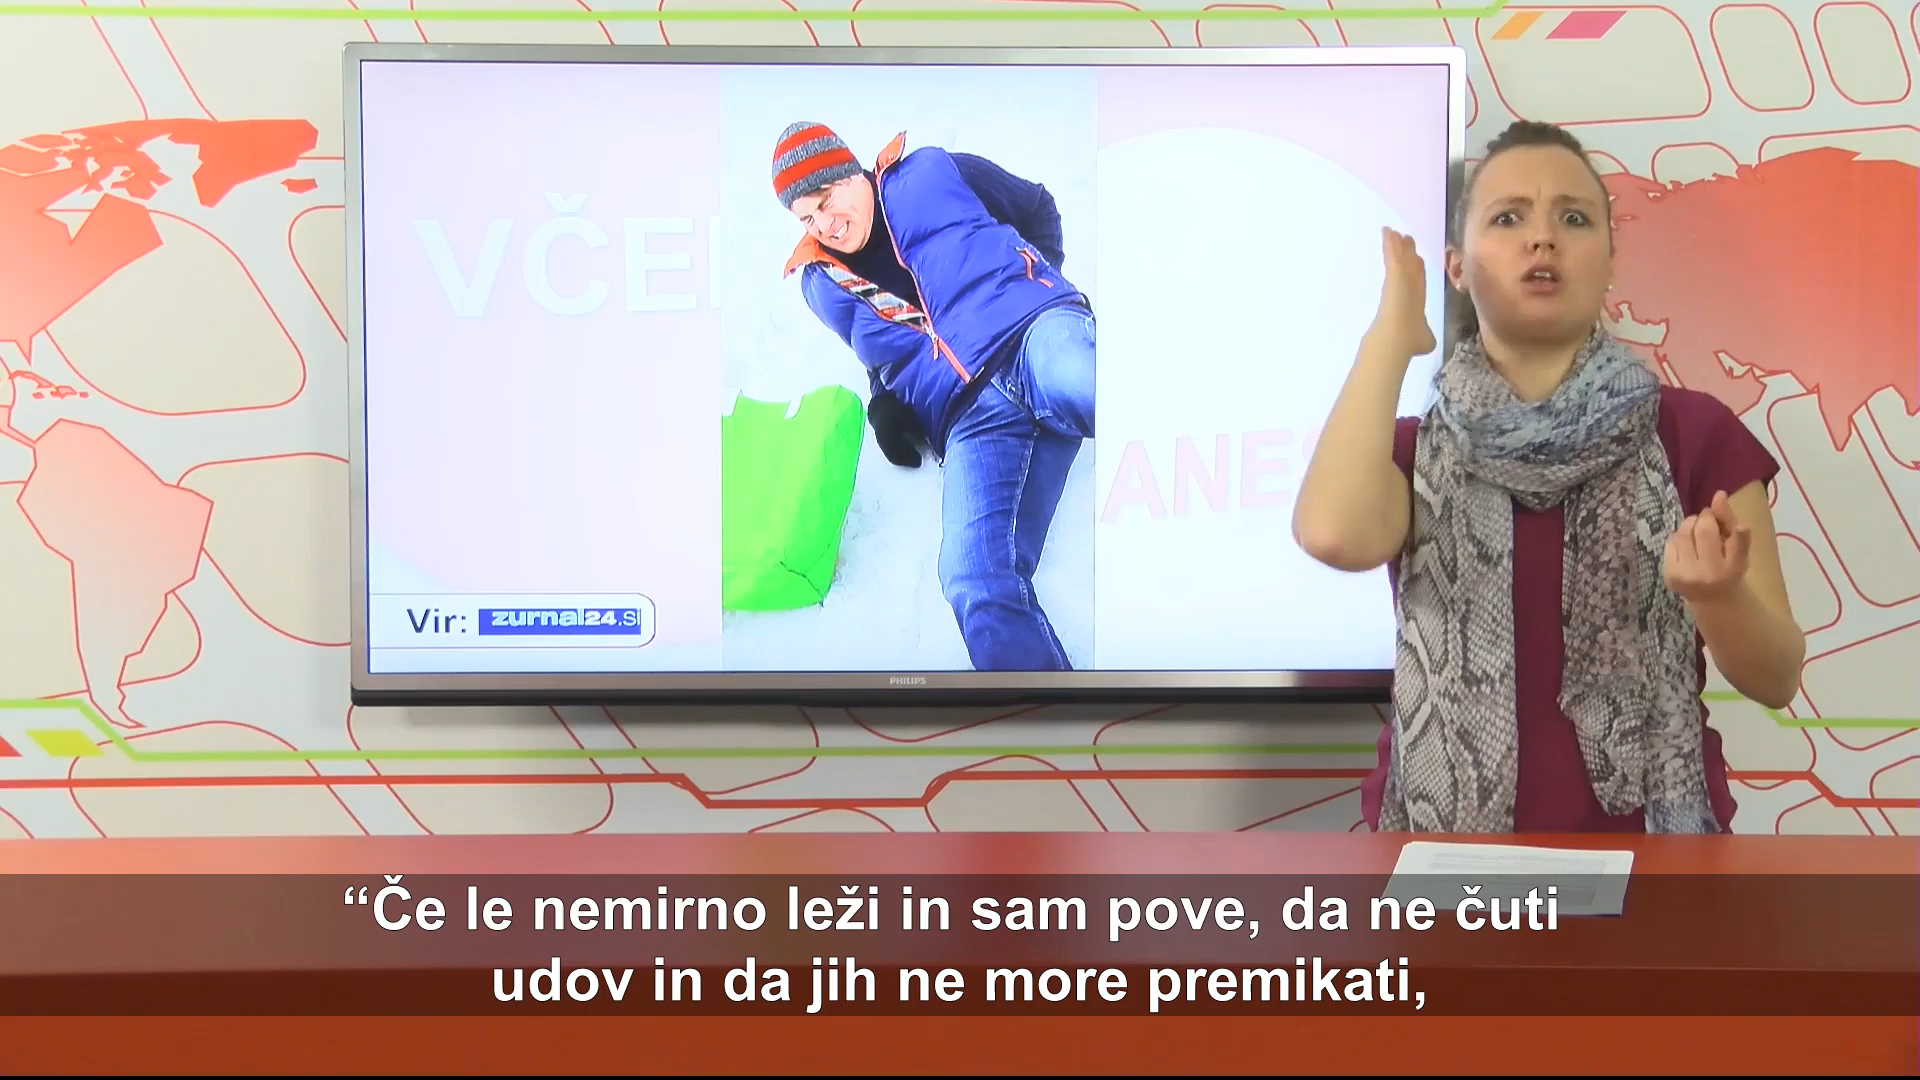 VČE
ANES
Vir: zurnal24.si
PHILIPS
“Če le nemirno leži in sam pove, da ne čuti
udov in da jih ne more premikati,